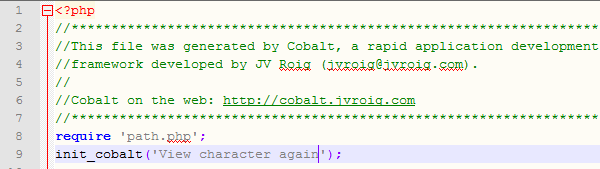 1 <?php
2 //******************************************************************
3 //This file was generated by Cobalt, a rapid application development
4 //framework developed by JV Roig (jvroig@jvroig.com).
5 //
6 //Cobalt on the web: http://cobalt.jvroig.com
7 //******************************************************************
8 require 'path.php';
9 init_cobalt('View character again');